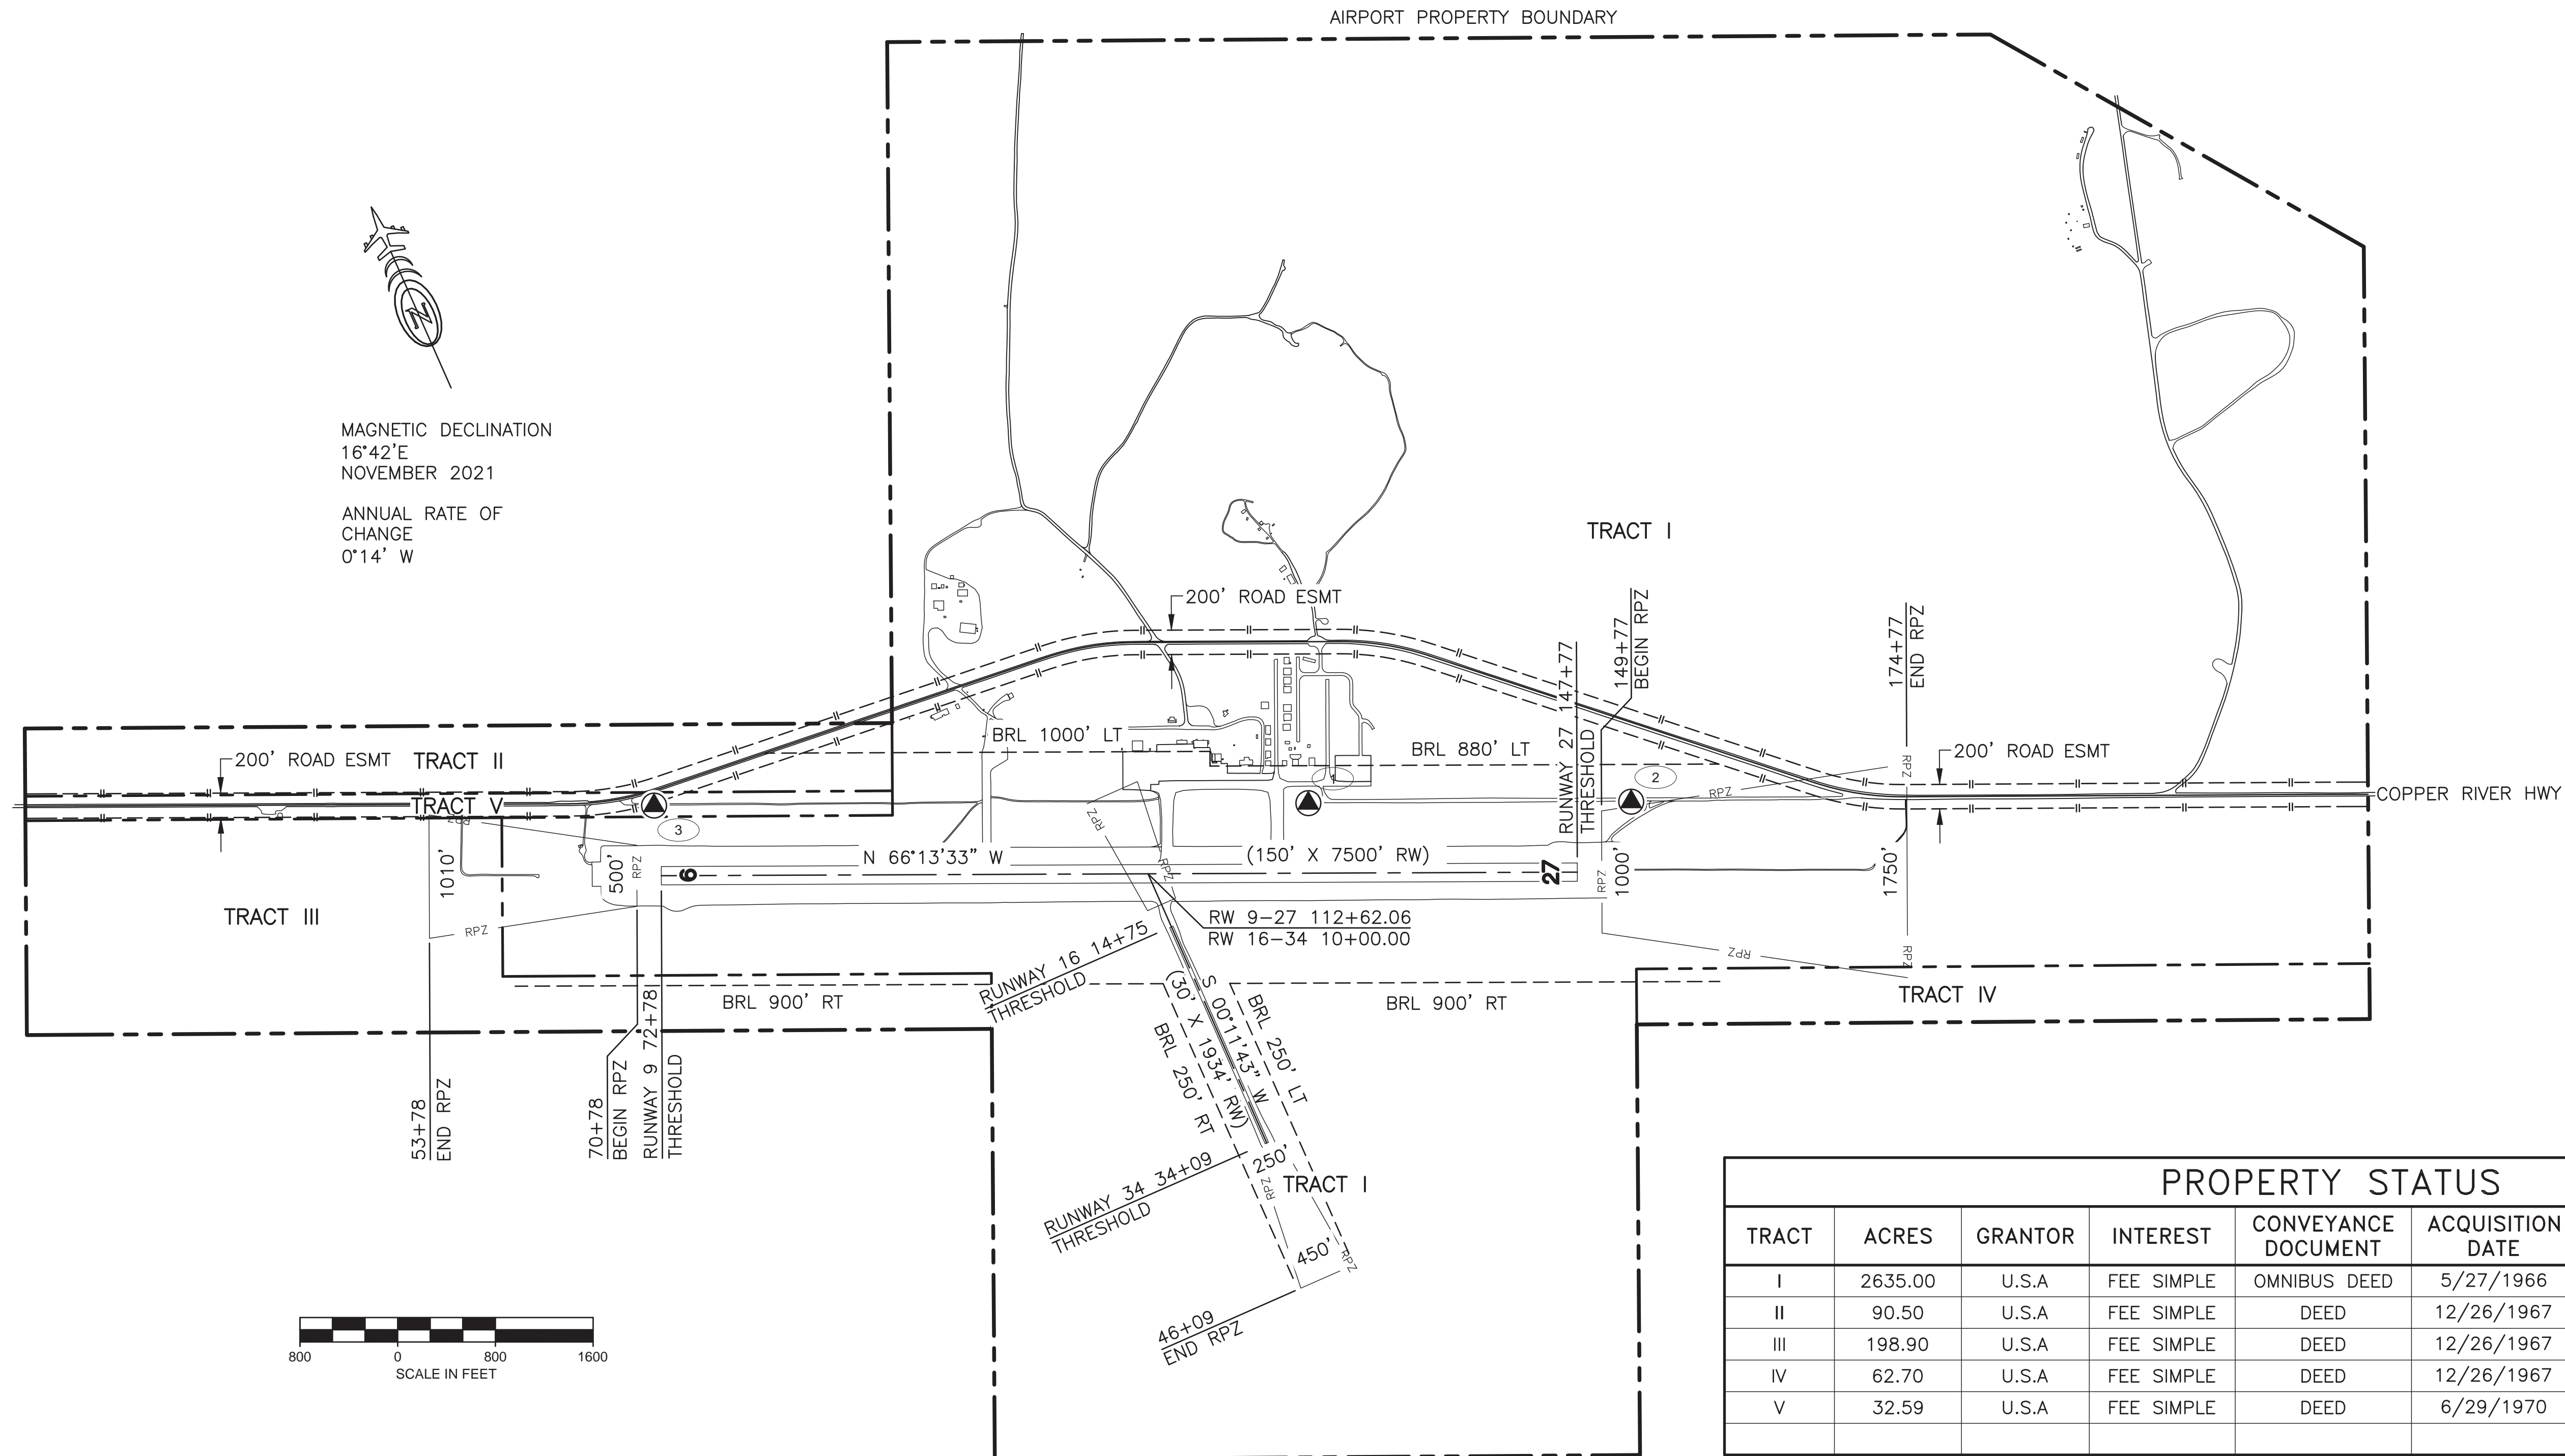 AIRPORT PROPERTY BOUNDARY
N
MAGNETIC DECLINATION
16°42'E
NOVEMBER 2021
ANNUAL RATE OF
CHANGE
0°14' W
TRACT I
200' ROAD ESMT
147+77
RUNWAY 27
THRESHOLD
149+77
BEGIN RPZ
174+77
END RPZ
BRL 1000' LT
BRL 880' LT
200' ROAD ESMT
TRACT II
200' ROAD ESMT
TRACT V
COPPER RIVER HWY
1
2
3
RPZ
RPZ
RPZ
RPZ
RPZ
1010'
500'
RPZ
6
N 66°13'33" W
(150' X 7500' RW)
27
RPZ
1000'
1750'
TRACT III
RPZ
RW 9-27 112+62.06
RW 16-34 10+00.00
RPZ
RPZ
RUNWAY 16 14+75
THRESHOLD
BRL 900' RT
BRL 900' RT
TRACT IV
S 00°11'43" W
(30' X 1934' RW)
BRL 250' LT
BRL 250' RT
53+78
END RPZ
70+78
BEGIN RPZ
RUNWAY 9 72+78
THRESHOLD
250'
RPZ
TRACT I
RUNWAY 34 34+09
THRESHOLD
450'
RPZ
46+09
END RPZ
800 0 800 1600
SCALE IN FEET
PROPERTY STATUS
TRACT ACRES GRANTOR INTEREST CONVEYANCE DOCUMENT ACQUISITION DATE
I 2635.00 U.S.A FEE SIMPLE OMNIBUS DEED 5/27/1966
II 90.50 U.S.A FEE SIMPLE DEED 12/26/1967
III 198.90 U.S.A FEE SIMPLE DEED 12/26/1967
IV 62.70 U.S.A FEE SIMPLE DEED 12/26/1967
V 32.59 U.S.A FEE SIMPLE DEED 6/29/1970